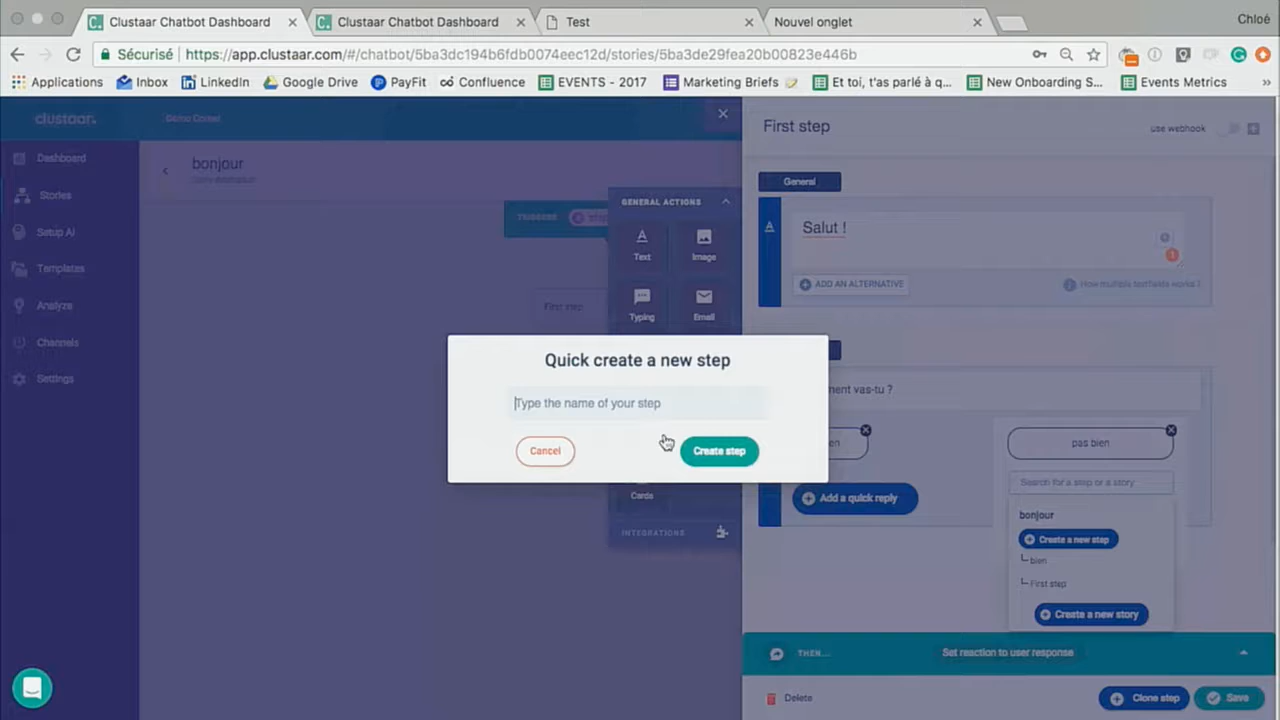 Clustaar Chatbot Dashboard
Clustaar Chatbot Dashboard
Test
Nouvel onglet
Chloé
Sécurisé
https://app.clustaar.com/#/chatbot/5ba3dc194b6fdb0074eec12d/stories/5ba3de29fea20b00823e446b
Applications
Inbox
LinkedIn
Google Drive
PayFit
Confluence
EVENTS - 2017
Marketing Briefs
Et toi, t'as parlé à q...
New Onboarding S...
Events Metrics
»
clustaar.
Dashboard
Stories
Setup AI
Templates
Analyze
Channels
Settings
bonjour
TRIGGERS
First step
GENERAL ACTIONS
Text
Image
Typing
Email
Cards
INTEGRATIONS
Quick create a new step
Type the name of your step
Cancel
Create step
First step
use webhook
General
Salut !
1
ADD AN ALTERNATIVE
How multiple textfields works ?
ment vas-tu ?
en
pas bien
Add a quick reply
Search for a step or a story
bonjour
Create a new step
bien
First step
Create a new story
THEN...
Set reaction to user response
Delete
Clone step
Save